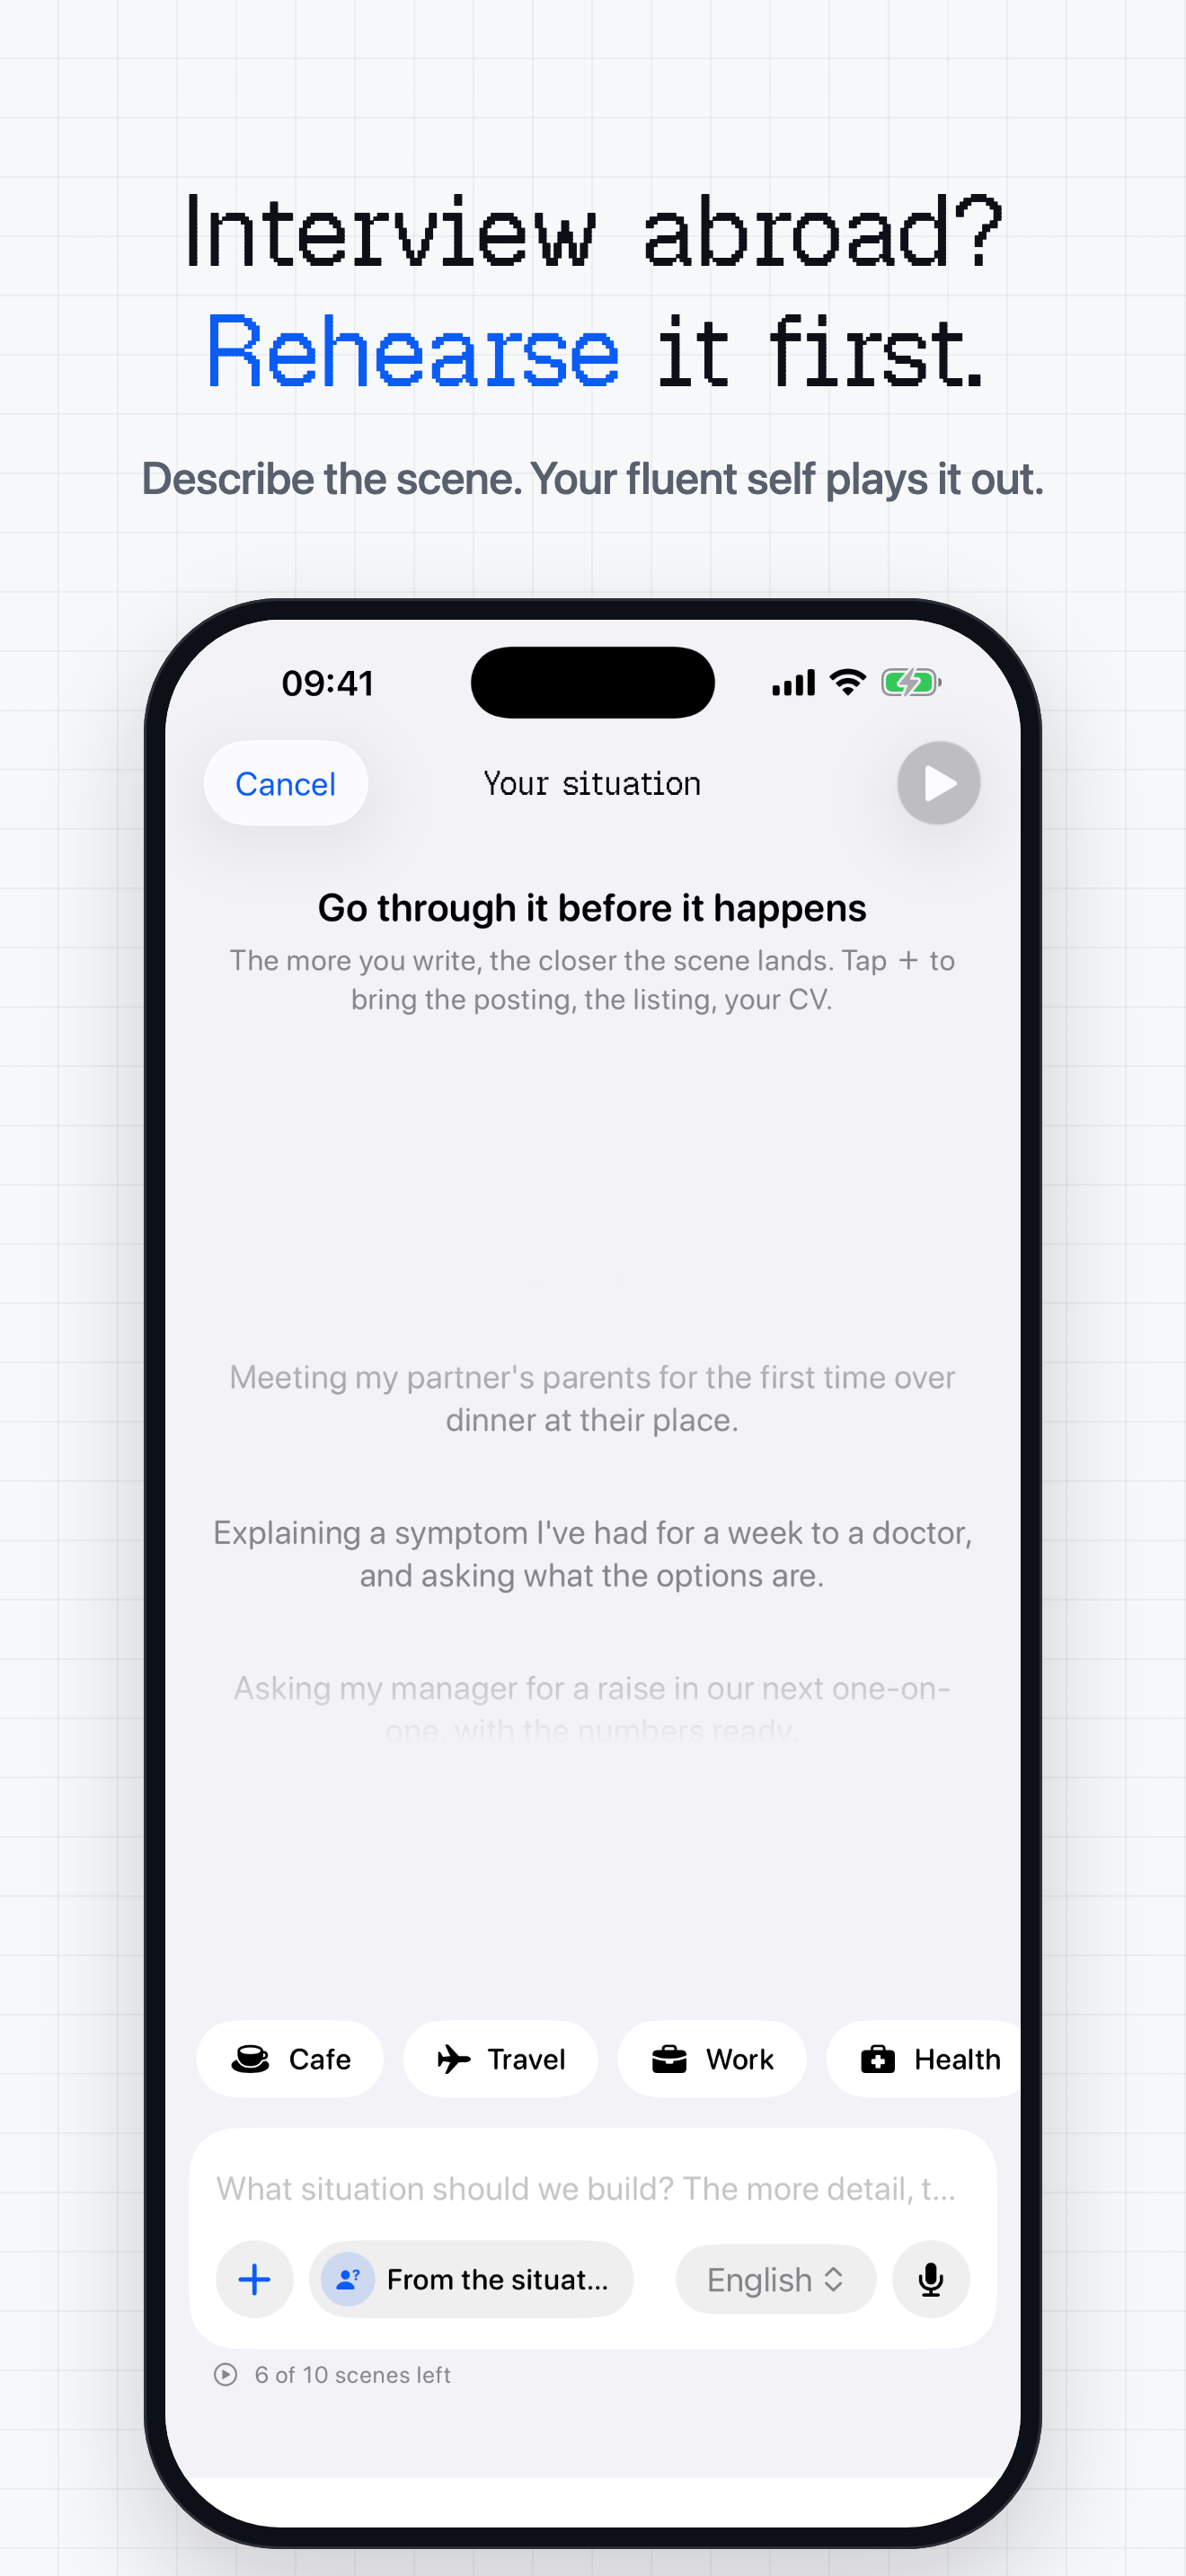 Interview abroad?
Rehearse it first.
Describe the scene. Your fluent self plays it out.
09:41
Cancel
Your situation
Go through it before it happens
The more you write, the closer the scene lands. Tap + to
bring the posting, the listing, your CV.
Meeting my partner's parents for the first time over
dinner at their place.
Explaining a symptom I've had for a week to a doctor,
and asking what the options are.
Asking my manager for a raise in our next one-on-
one, with the numbers ready.
Cafe
Travel
Work
Health
What situation should we build? The more detail, t...
From the situat...
English
6 of 10 scenes left